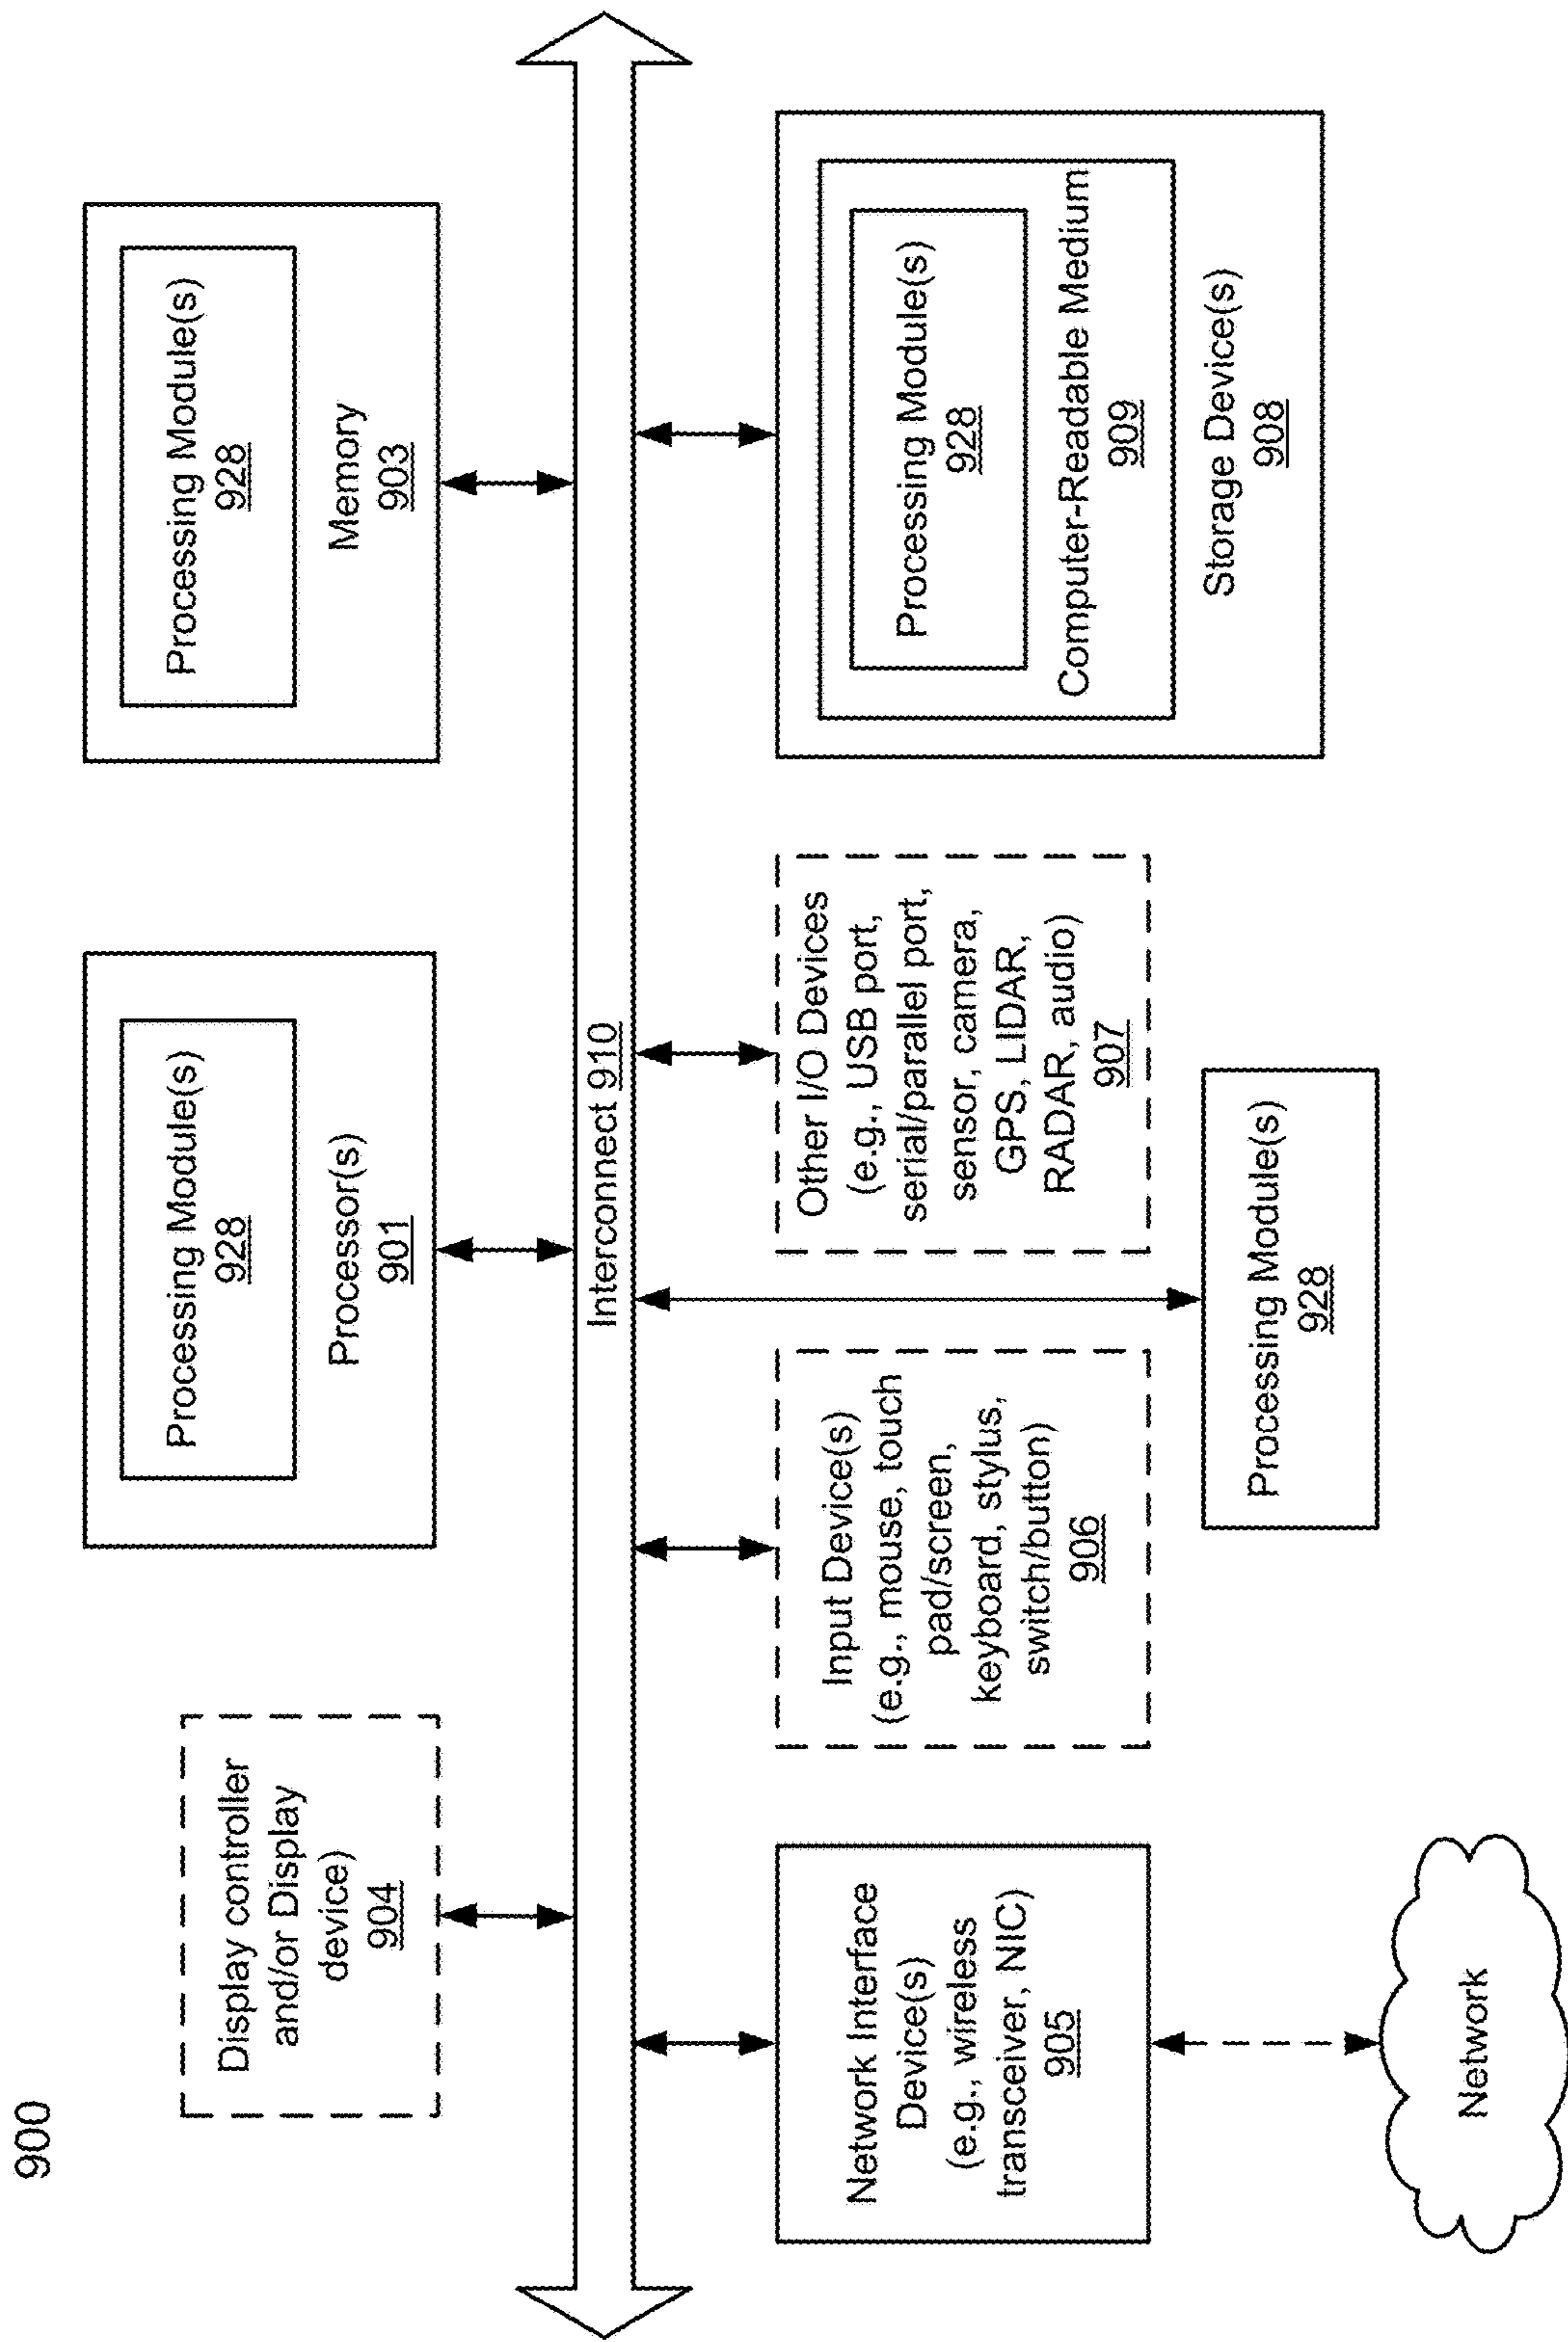 900
Display controller
and/or Display
device)
904
Processing Module(s)
928
Processor(s)
901
Processing Module(s)
928
Memory
903
Interconnect 910
Network Interface
Device(s)
(e.g., wireless
transceiver, NIC)
905
Input Device(s)
(e.g., mouse, touch
pad/screen,
keyboard, stylus,
switch/button)
906
Other I/O Devices
(e.g., USB port,
serial/parallel port,
sensor, camera,
GPS, LIDAR,
RADAR, audio)
907
Processing Module(s)
928
Computer-Readable Medium
909
Storage Device(s)
908
Processing Module(s)
928
Network